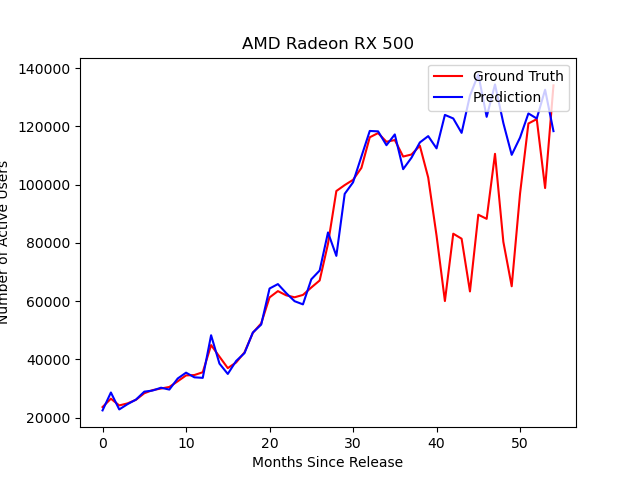 AMD Radeon RX 500
Ground Truth
Prediction
140000
120000
100000
80000
60000
40000
20000
Number of Active Users
0 10 20 30 40 50
Months Since Release